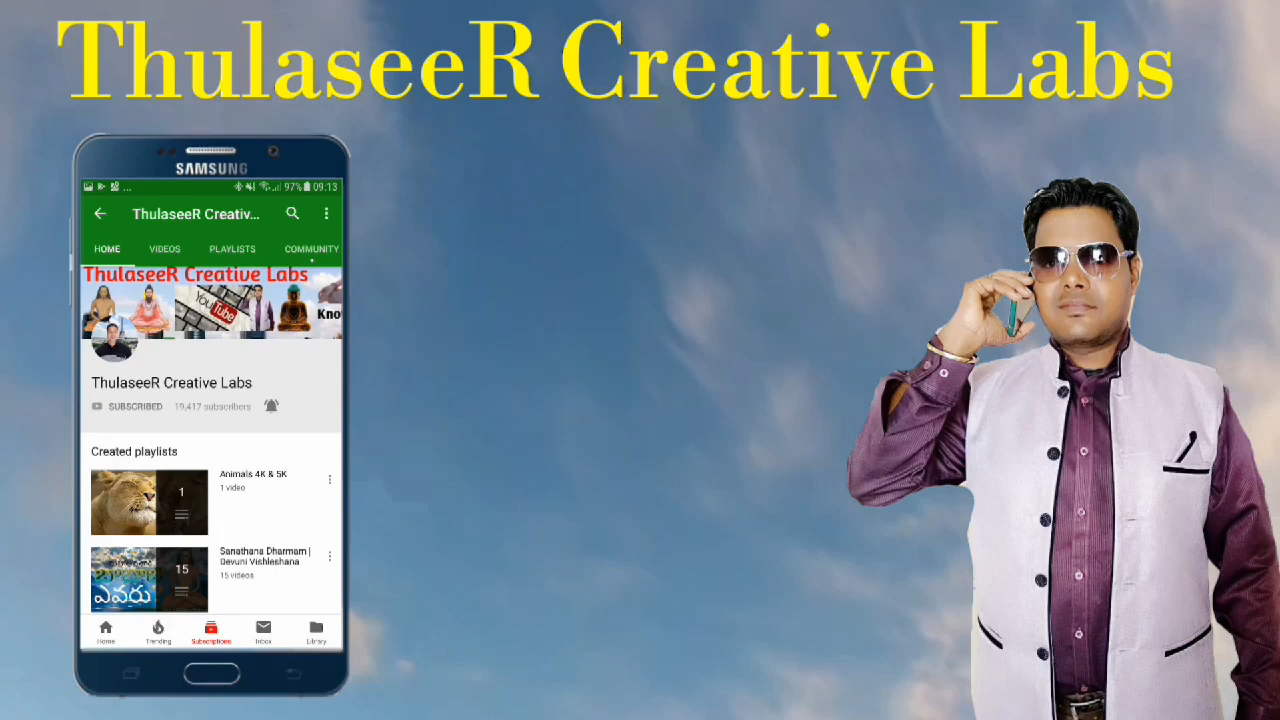 ThulaseeR Creative Labs
SAMSUNG
... 97% 09:13
ThulaseeR Creativ...
HOME VIDEOS PLAYLISTS COMMUNITY
ThulaseeR Creative Labs
YouTube
Kno
ThulaseeR Creative Labs
SUBSCRIBED 19,417 subscribers
Created playlists
Animals 4K & 5K
1 video
1
Sanathana Dharmam |
Devuni Vishleshana
15 videos
15
ఎవరు
Home Trending Subscriptions Inbox Library